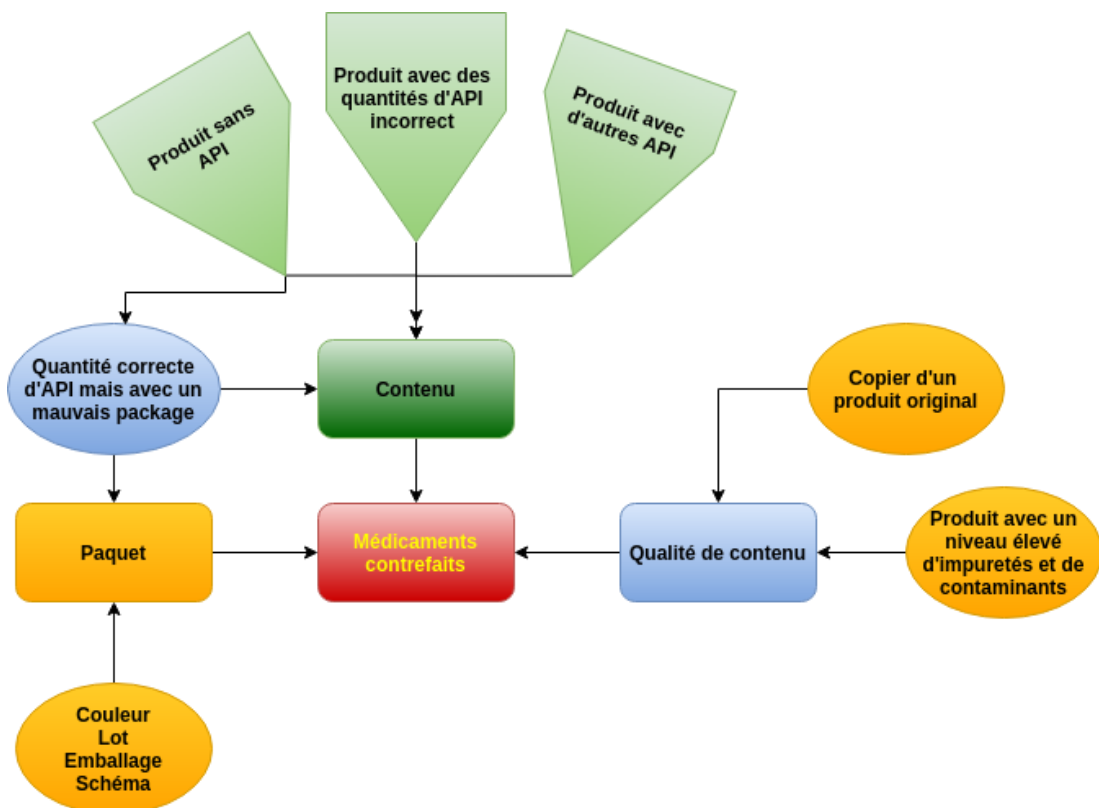 Produit sans
API
Produit avec des
quantités d'API
incorrect
Produit avec
d'autres API
Quantité correcte
d'API mais avec un
mauvais package
Contenu
Copier d'un
produit original
Paquet
Médicaments
contrefaits
Qualité de contenu
Produit avec un
niveau élevé
d'impuretés et de
contaminants
Couleur
Lot
Emballage
Schéma